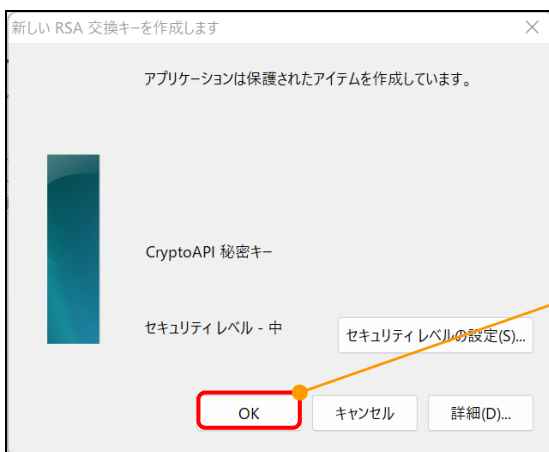 新しい RSA 交換キーを作成します
アプリケーションは保護されたアイテムを作成しています。
CryptoAPI 秘密キー
セキュリティ レベル - 中
セキュリティ レベルの設定(S)...
OK
キャンセル
詳細(D)...